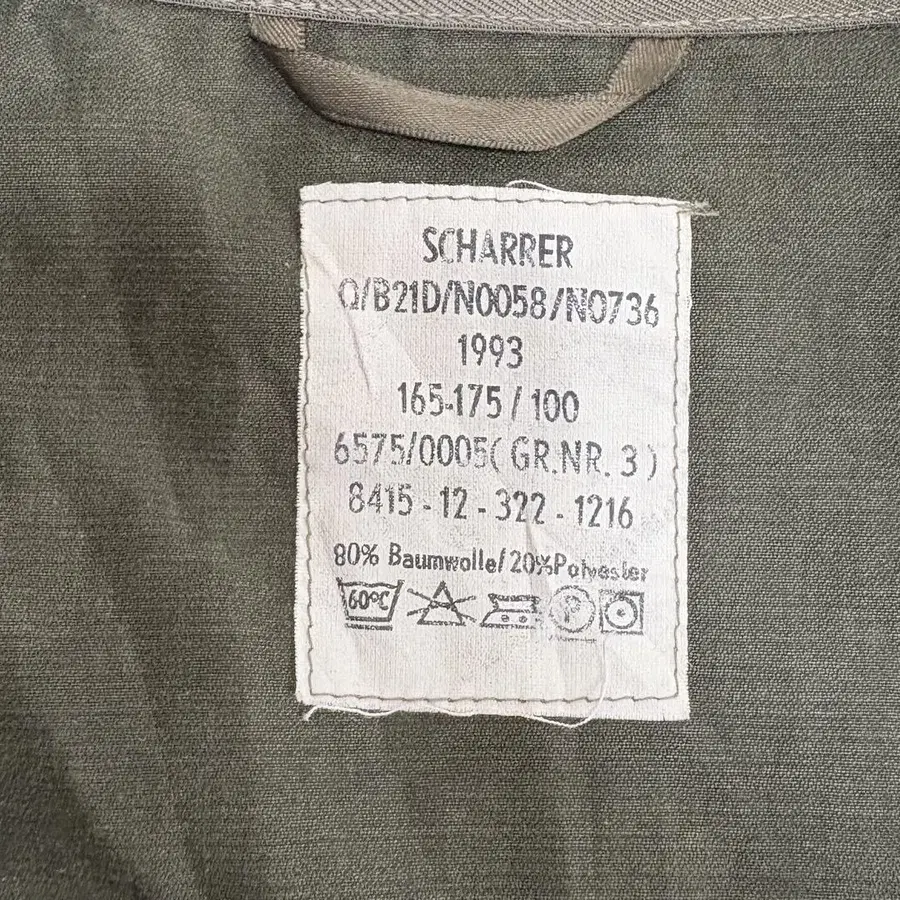 SCHARRER
Q/B21D/N0058/N0736
1993
165-175/100
6575/0005(GR.NR. 3)
8415-12-322-1216
80% Baumwolle/20%Polyester
60°C
P